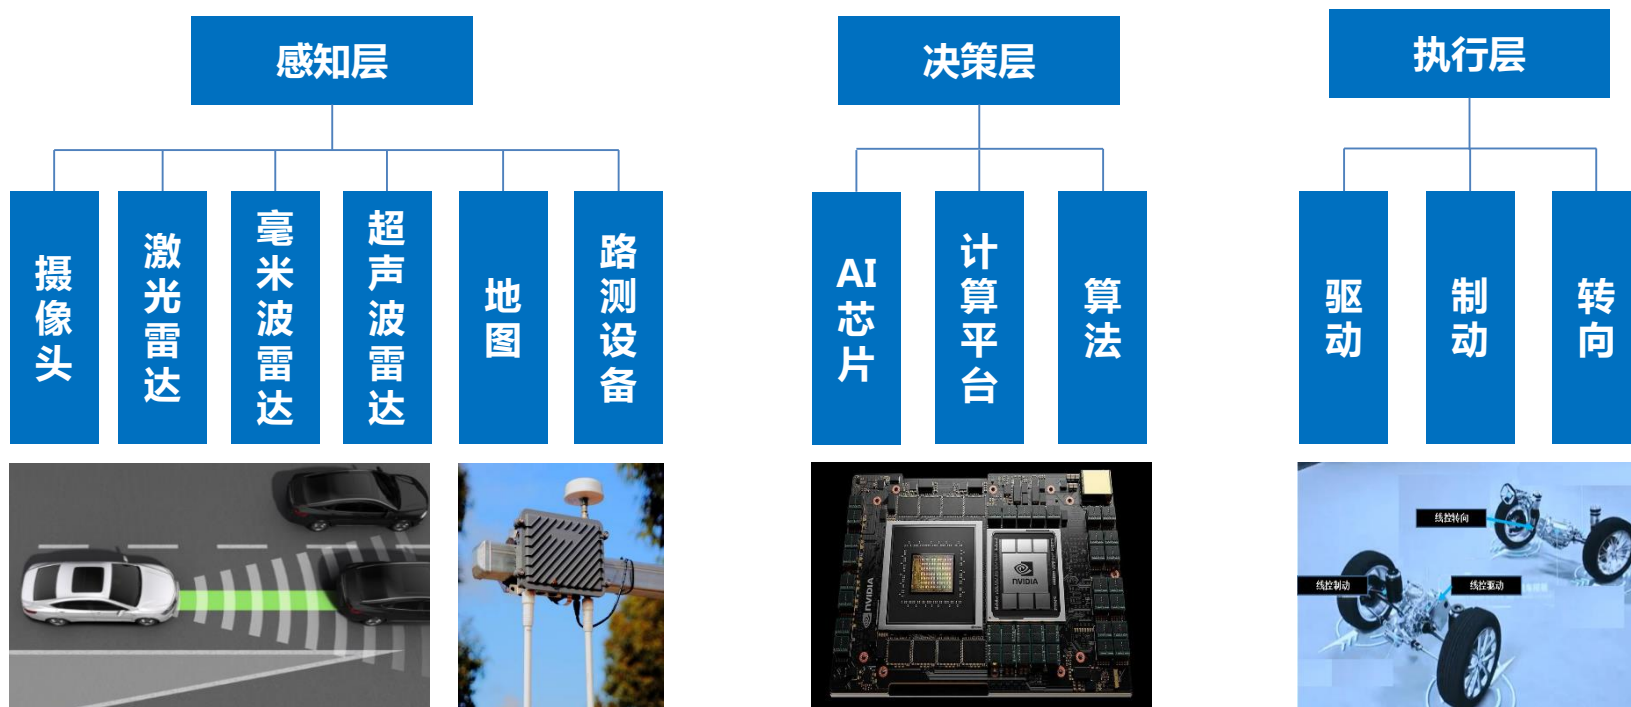 感知层
决策层
执行层
摄像头
激光雷达
毫米波雷达
超声波雷达
地图
路测设备
AI芯片
计算平台
算法
驱动
制动
转向
NVIDIA
NVIDIA
线控转向
线控制动
线控驱动